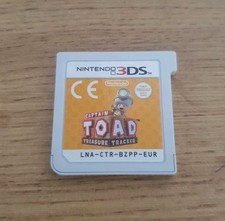 NINTENDO 3DS
CE
CAPTAIN
TOAD
TREASURE TRACKER
LNA-CTR-BZPP-EUR